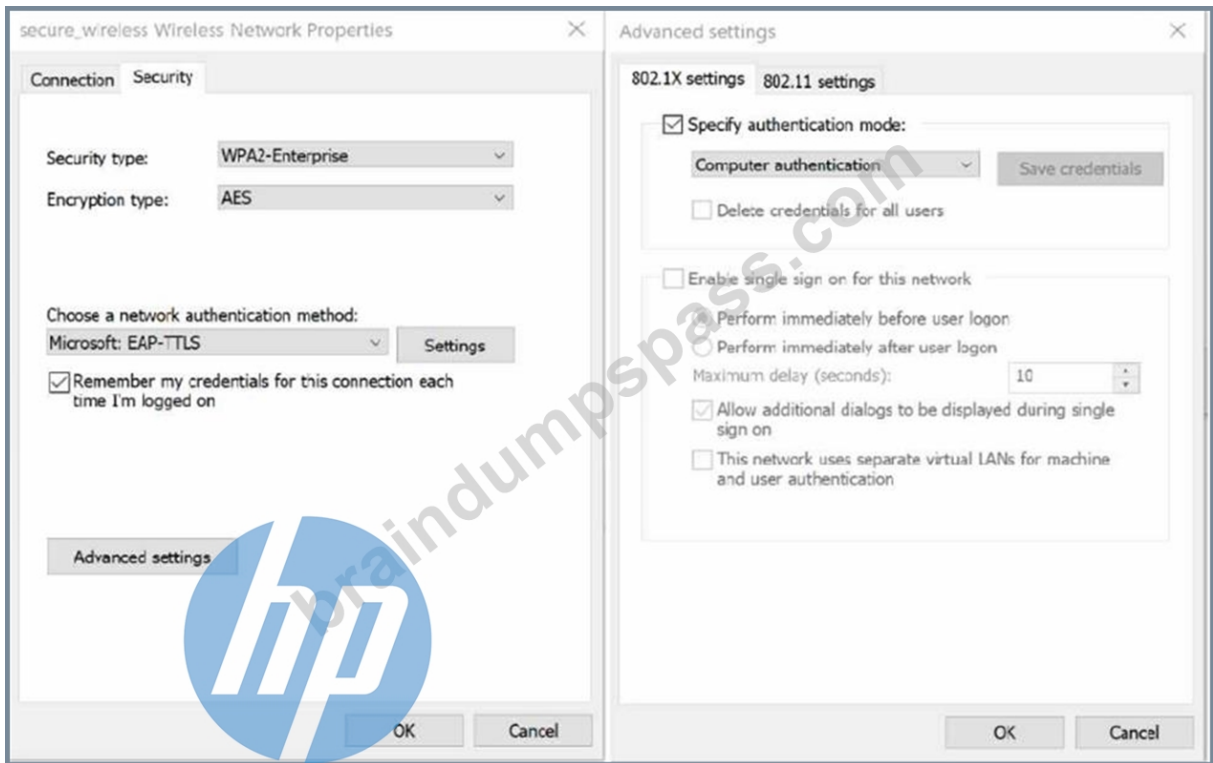 secure_wireless Wireless Network Properties
Connection
Security
Security type:
WPA2-Enterprise
Encryption type:
AES
Choose a network authentication method:
Microsoft: EAP-TTLS
Settings
Remember my credentials for this connection each
time I'm logged on
Advanced settings
OK
Cancel
Advanced settings
802.1X settings
802.11 settings
Specify authentication mode:
Computer authentication
Save credentials
Delete credentials for all users
Enable single sign on for this network
Perform immediately before user logon
Perform immediately after user logon
Maximum delay (seconds):
10
Allow additional dialogs to be displayed during single
sign on
This network uses separate virtual LANs for machine
and user authentication
OK
Cancel
braindumpspass.com
hp